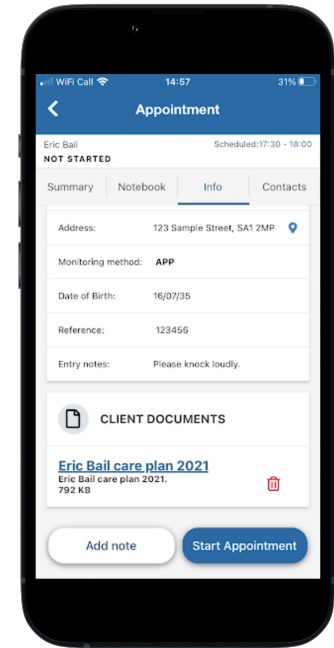 WiFi Call 14:57 31%
Appointment
Eric Bail Scheduled:17:30 - 18:00
NOT STARTED
Summary Notebook Info Contacts
Address: 123 Sample Street, SA1 2MP
Monitoring method: APP
Date of Birth: 16/07/35
Reference: 123456
Entry notes: Please knock loudly.
CLIENT DOCUMENTS
Eric Bail care plan 2021
Eric Bail care plan 2021.
792 KB
Add note Start Appointment